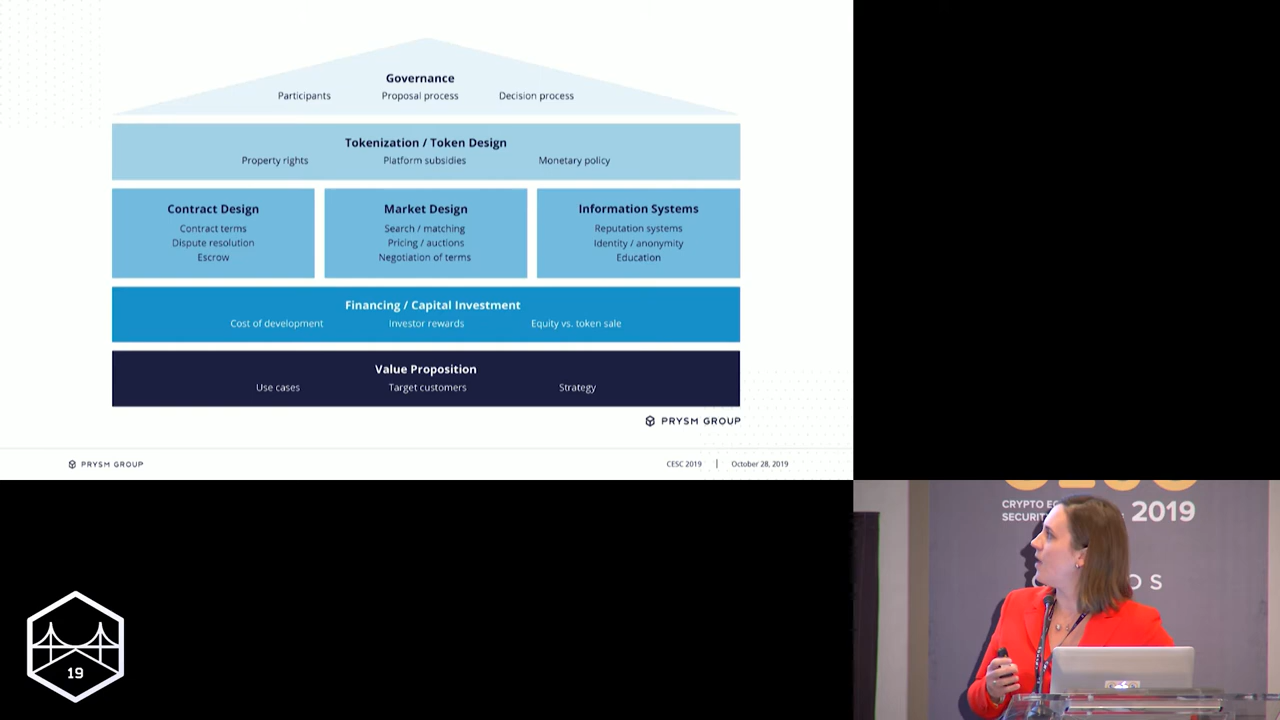 Governance
Participants Proposal process Decision process
Tokenization / Token Design
Property rights Platform subsidies Monetary policy
Contract Design
Contract terms
Dispute resolution
Escrow
Market Design
Search / matching
Pricing / auctions
Negotiation of terms
Information Systems
Reputation systems
Identity / anonymity
Education
Financing / Capital Investment
Cost of development Investor rewards Equity vs. token sale
Value Proposition
Use cases Target customers Strategy
PRYSM GROUP
PRYSM GROUP
CESC 2019 | October 28, 2019
CRYPTO
SECURITY
2019
19